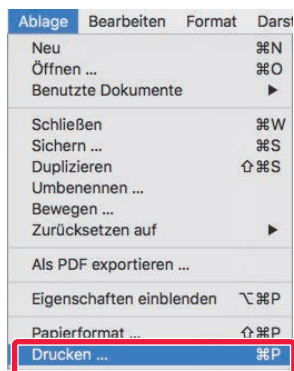 Ablage Bearbeiten Format Darst
Neu ⌘N
Öffnen ... ⌘O
Benutzte Dokumente ▶
Schließen ⌘W
Sichern ... ⌘S
Duplizieren ⇧⌘S
Umbenennen ...
Bewegen ...
Zurücksetzen auf ▶
Als PDF exportieren ...
Eigenschaften einblenden ⌥⌘P
Papierformat ... ⇧⌘P
Drucken ... ⌘P